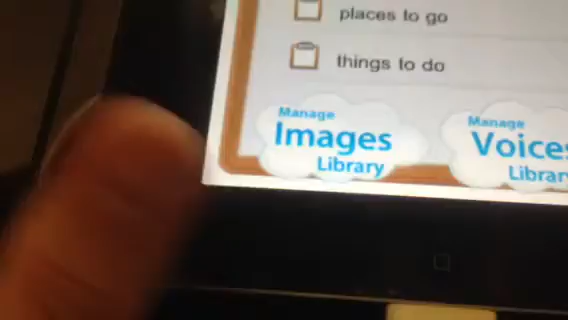 places to go
things to do
Manage
Images
Library
Manage
Voices
Library